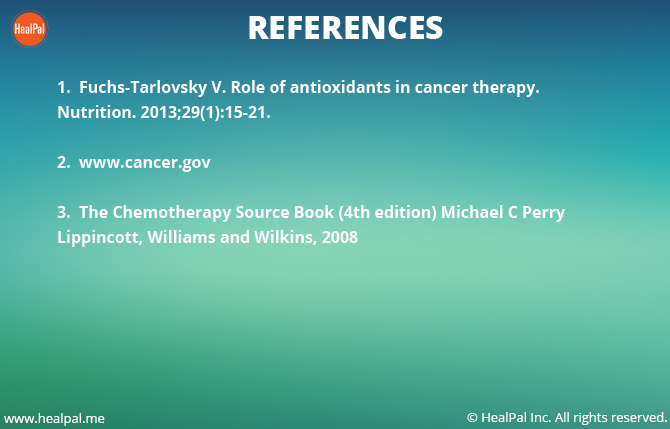 HealPal
REFERENCES
1. Fuchs-Tarlovsky V. Role of antioxidants in cancer therapy.
Nutrition. 2013;29(1):15-21.
2. www.cancer.gov
3. The Chemotherapy Source Book (4th edition) Michael C Perry
Lippincott, Williams and Wilkins, 2008
www.healpal.me
© HealPal Inc. All rights reserved.